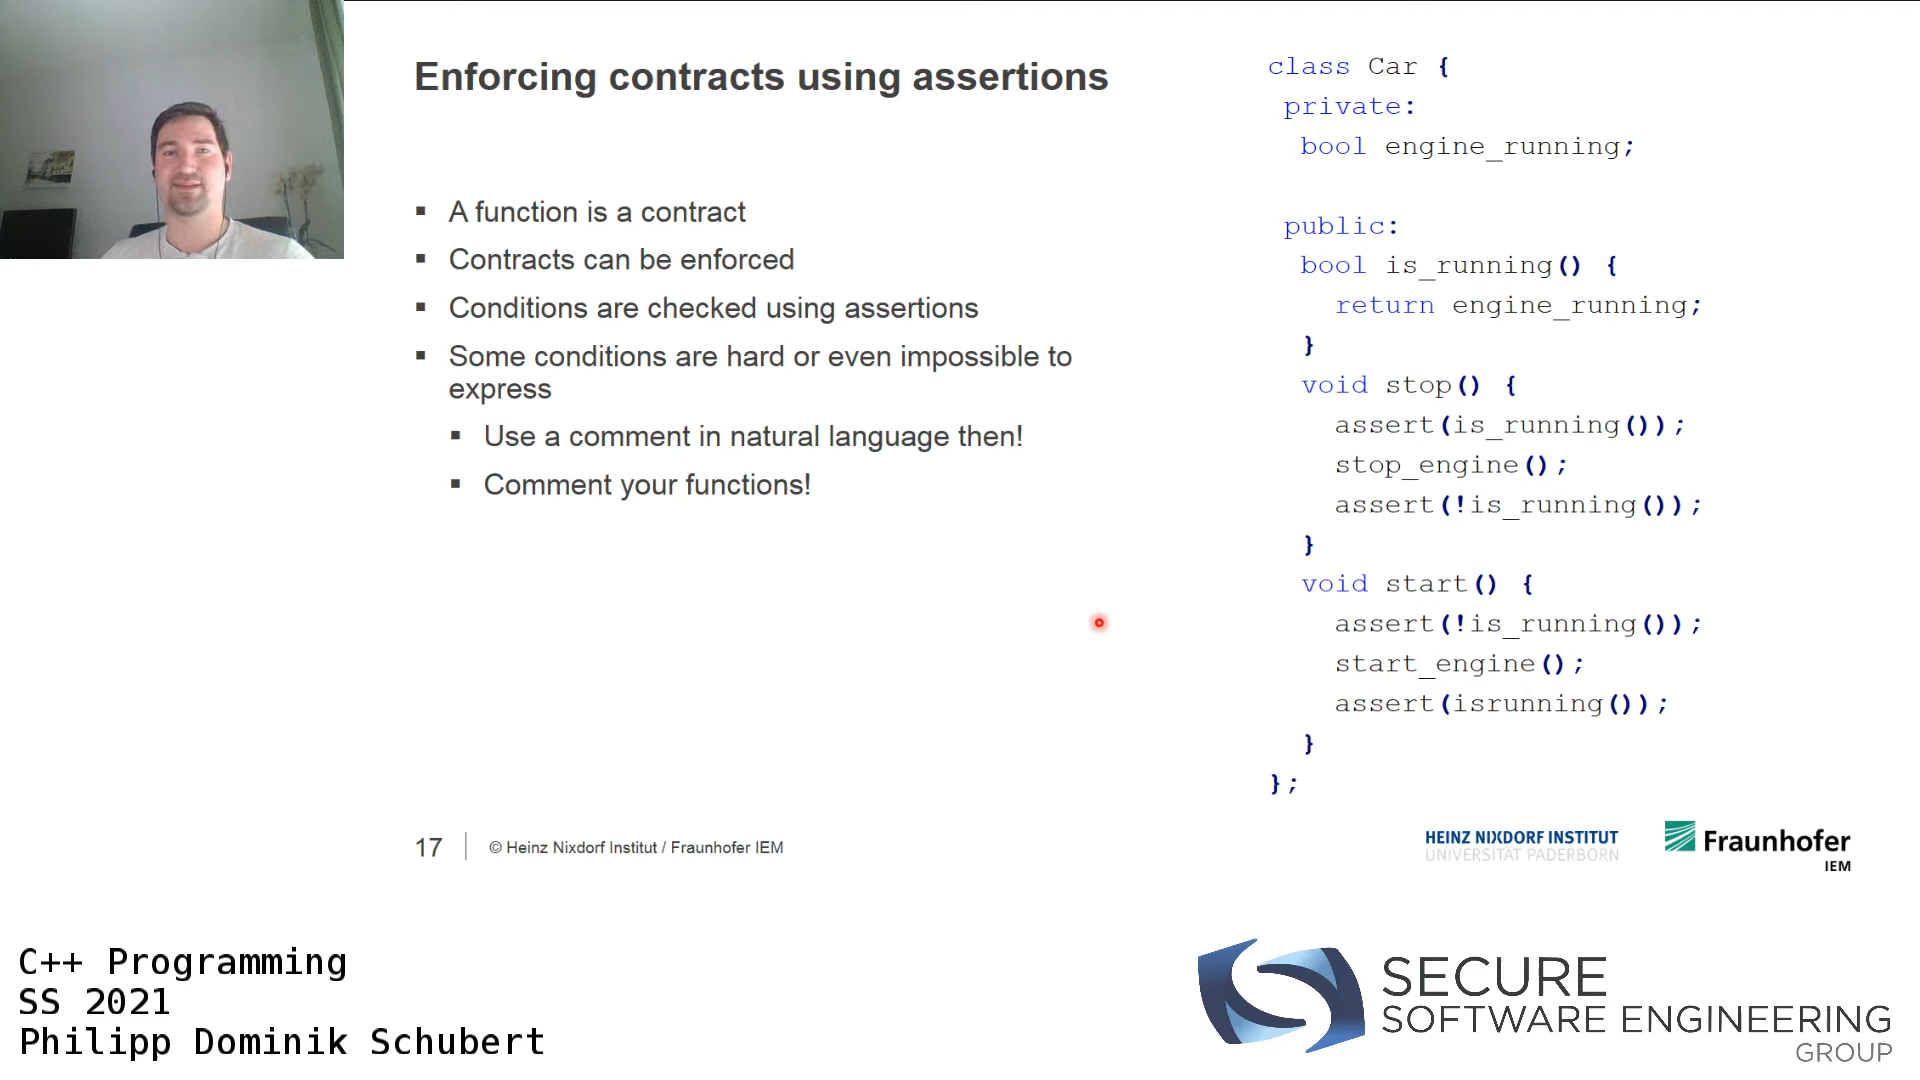 Enforcing contracts using assertions
▪ A function is a contract
▪ Contracts can be enforced
▪ Conditions are checked using assertions
▪ Some conditions are hard or even impossible to
express
▪ Use a comment in natural language then!
▪ Comment your functions!
class Car {
private:
bool engine_running;
public:
bool is_running() {
return engine_running;
}
void stop() {
assert(is_running());
stop_engine();
assert(!is_running());
}
void start() {
assert(!is_running());
start_engine();
assert(isrunning());
}
};
17
© Heinz Nixdorf Institut / Fraunhofer IEM
HEINZ NIXDORF INSTITUT
UNIVERSITÄT PADERBORN
Fraunhofer
IEM
C++ Programming
SS 2021
Philipp Dominik Schubert
SECURE
SOFTWARE ENGINEERING
GROUP